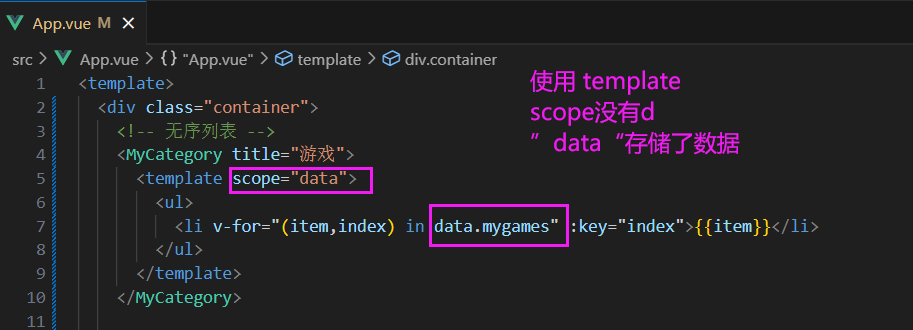 App.vue M
src > App.vue > {} "App.vue" > template > div.container
1 <template>
2 <div class="container">
3 <!-- 无序列表 -->
4 <MyCategory title="游戏">
5 <template scope="data">
6 <ul>
7 <li v-for="(item,index) in data.mygames" :key="index">{{item}}</li>
8 </ul>
9 </template>
10 </MyCategory>
11
使用 template
scope没有d
”data“存储了数据